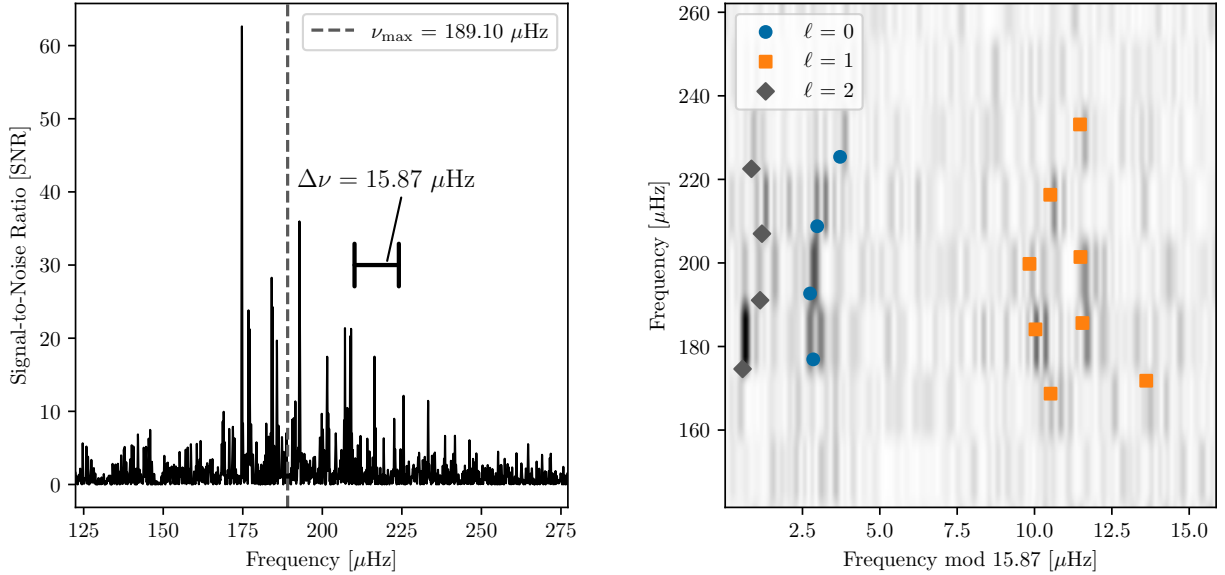 60
50
40
30
20
10
0
Signal-to-Noise Ratio [SNR]
125
150
175
200
225
250
275
Frequency [μHz]
ν_max = 189.10 μHz
Δν = 15.87 μHz
260
240
220
200
180
160
Frequency [μHz]
2.5
5.0
7.5
10.0
12.5
15.0
Frequency mod 15.87 [μHz]
ℓ = 0
ℓ = 1
ℓ = 2